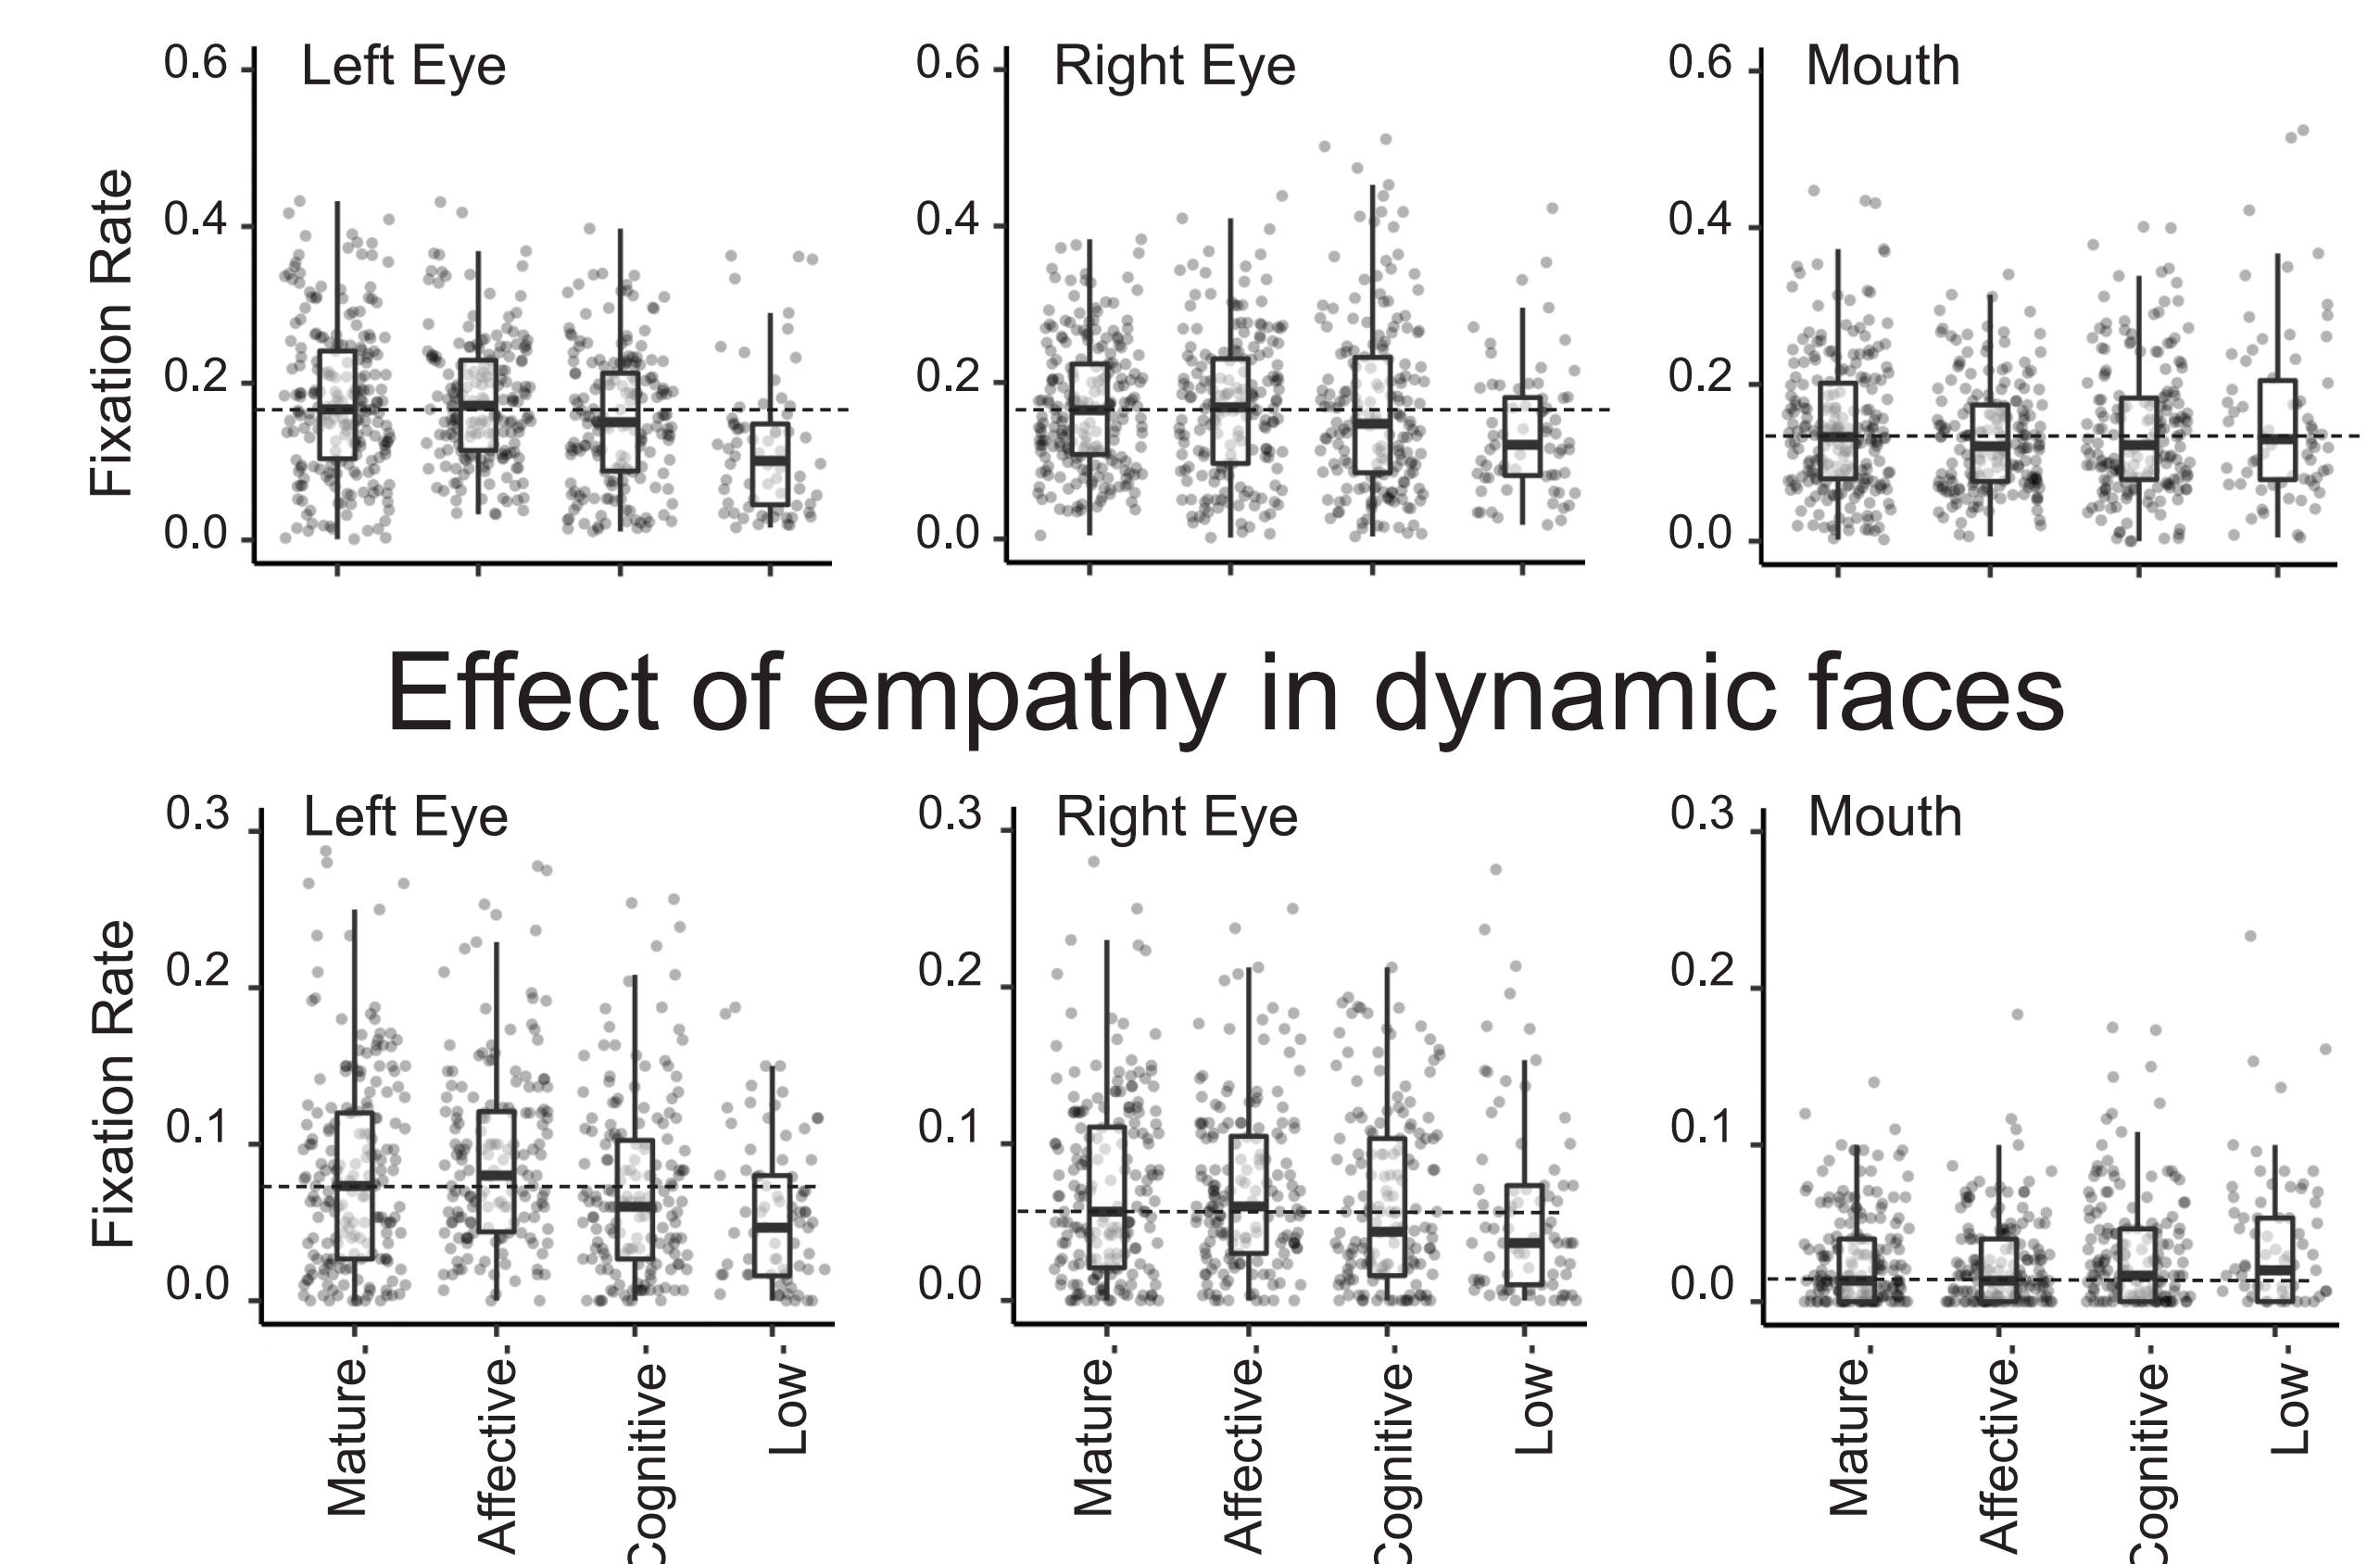 Left Eye
Right Eye
Mouth
Fixation Rate
0.6
0.4
0.2
0.0
0.6
0.4
0.2
0.0
0.6
0.4
0.2
0.0
Effect of empathy in dynamic faces
Left Eye
Right Eye
Mouth
Fixation Rate
0.3
0.2
0.1
0.0
0.3
0.2
0.1
0.0
0.3
0.2
0.1
0.0
Mature
Affective
Cognitive
Low
Mature
Affective
Cognitive
Low
Mature
Affective
Cognitive
Low